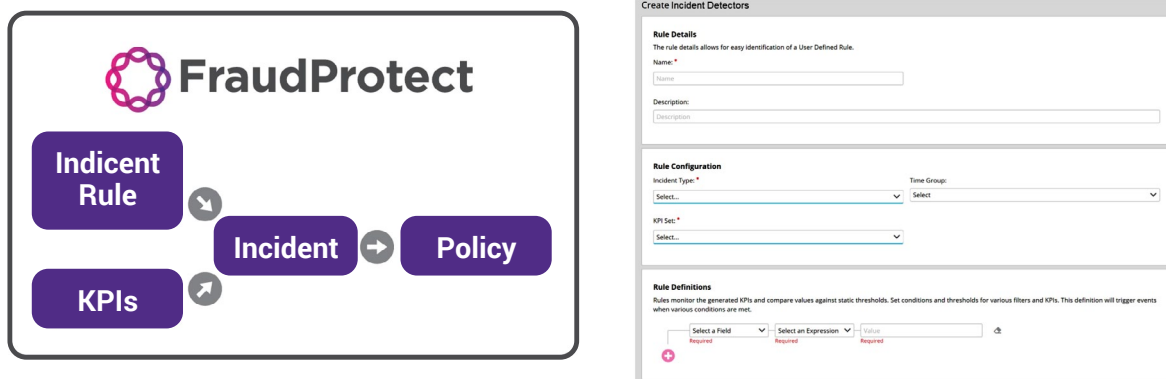 FraudProtect
Indicent
Rule
Incident
Policy
KPIs
Create Incident Detectors
Rule Details
The rule details allows for easy identification of a User Defined Rule.
Name: *
Name
Description:
Description
Rule Configuration
Incident Type: *
Time Group:
Select...
Select
KPI Set: *
Select...
Rule Definitions
Rules monitor the generated KPIs and compare values against static thresholds. Set conditions and thresholds for various filters and KPIs. This definition will trigger events
when various conditions are met.
Select a Field Select an Expression Value
Required Required Required